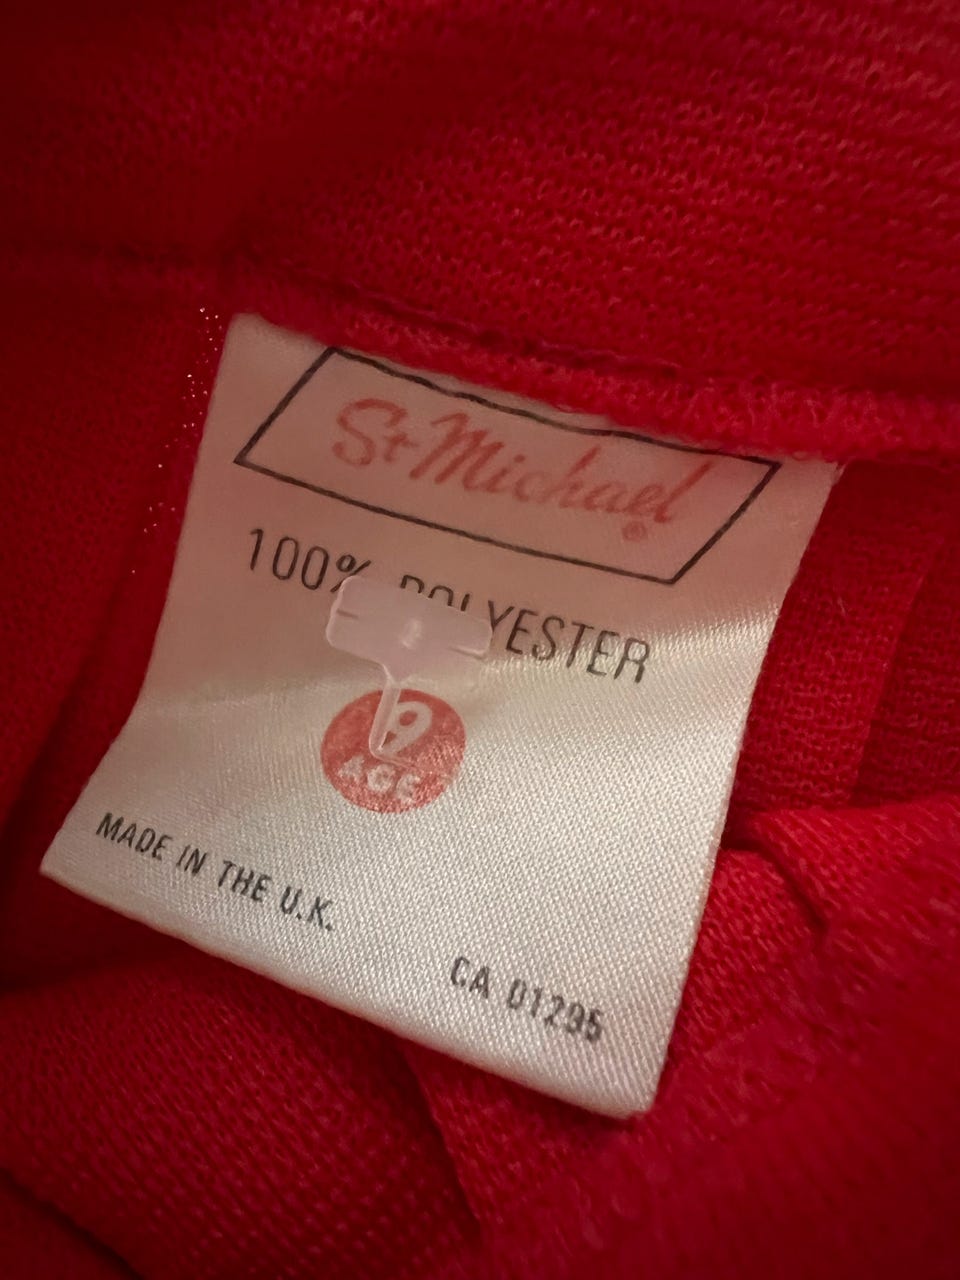 St Michael®
100% POLYESTER
9
AGE
MADE IN THE U.K.
CA 01295